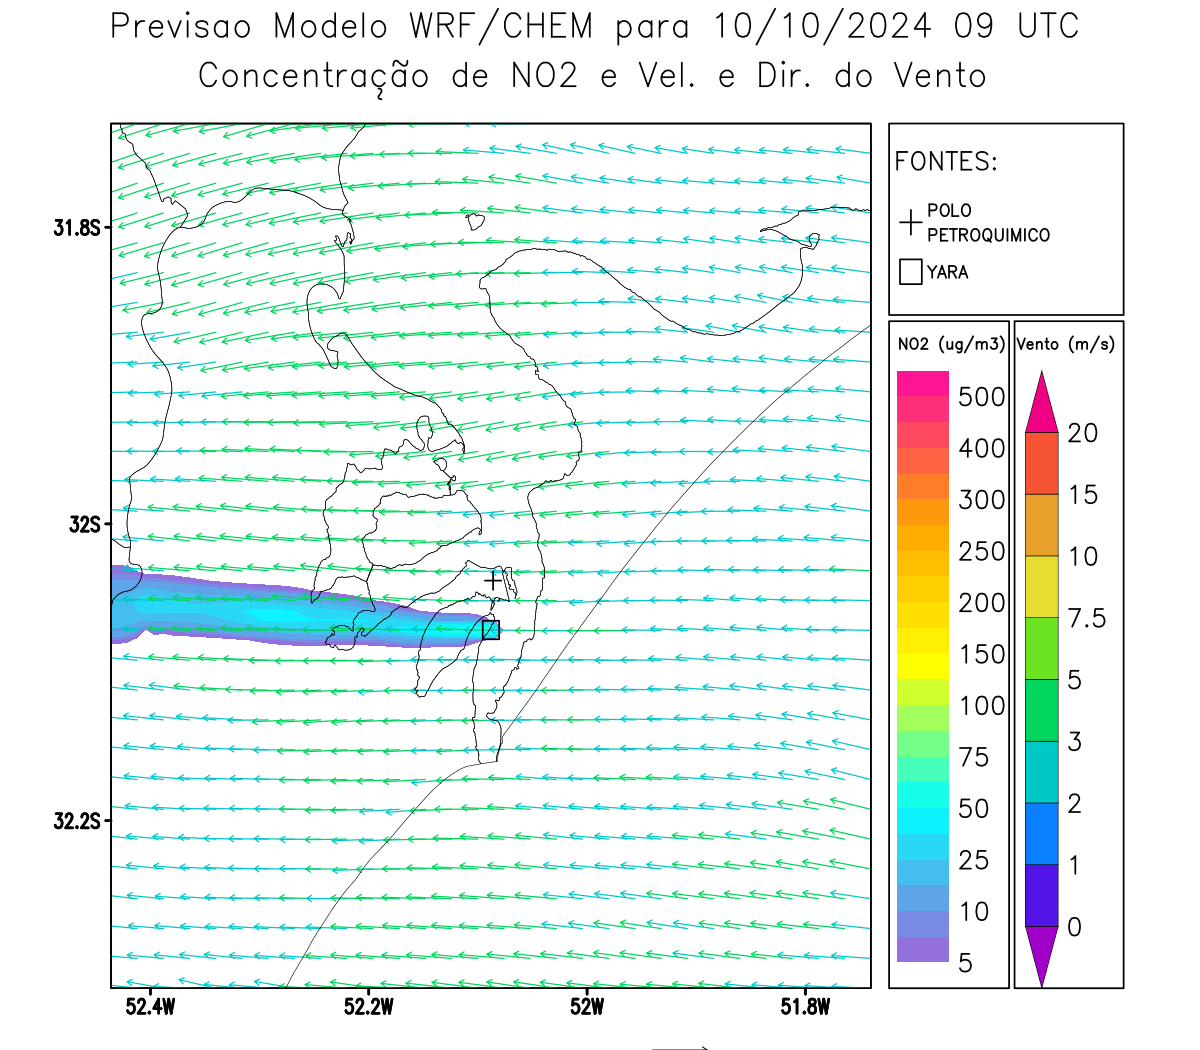 Previsao Modelo WRF/CHEM para 10/10/2024 09 UTC
Concentração de NO2 e Vel. e Dir. do Vento
FONTES:
POLO
PETROQUIMICO
YARA
NO2 (ug/m3)
500
400
300
250
200
150
100
75
50
25
10
5
Vento (m/s)
20
15
10
7.5
5
3
2
1
0
31.8S
32S
32.2S
52.4W 52.2W 52W 51.8W